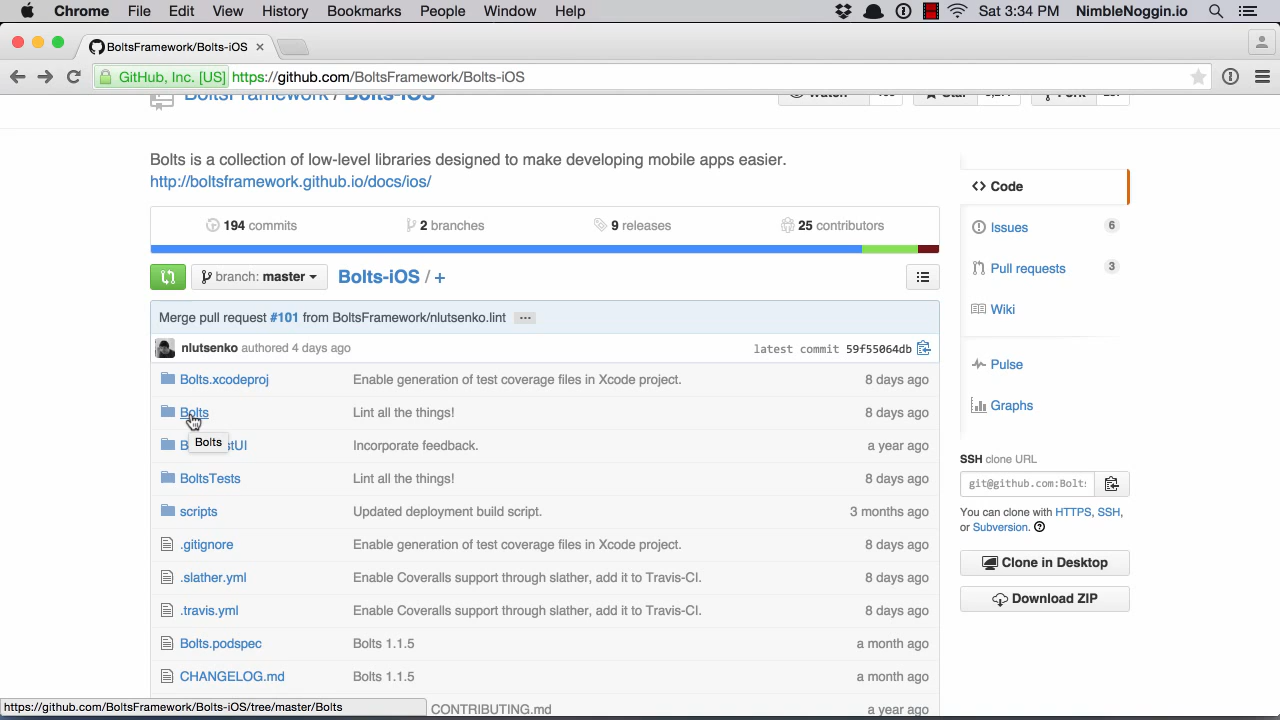 Chrome File Edit View History Bookmarks People Window Help Sat 3:34 PM NimbleNoggin.io
BoltsFramework/Bolts-iOS ×
GitHub, Inc. [US] https://github.com/BoltsFramework/Bolts-iOS
BoltsFramework / Bolts-iOS Watch Star Fork
Bolts is a collection of low-level libraries designed to make developing mobile apps easier.
http://boltsframework.github.io/docs/ios/
194 commits 2 branches 9 releases 25 contributors
branch: master Bolts-iOS / +
Merge pull request #101 from BoltsFramework/nlutsenko.lint ...
nlutsenko authored 4 days ago latest commit 59f55064db
Bolts.xcodeproj Enable generation of test coverage files in Xcode project. 8 days ago
Bolts Lint all the things! 8 days ago
Bolts
stUI Incorporate feedback. a year ago
BoltsTests Lint all the things! 8 days ago
scripts Updated deployment build script. 3 months ago
.gitignore Enable generation of test coverage files in Xcode project. 8 days ago
.slather.yml Enable Coveralls support through slather, add it to Travis-CI. 8 days ago
.travis.yml Enable Coveralls support through slather, add it to Travis-CI. 8 days ago
Bolts.podspec Bolts 1.1.5 a month ago
CHANGELOG.md Bolts 1.1.5 a month ago
CONTRIBUTING.md a year ago
Code
Issues 6
Pull requests 3
Wiki
Pulse
Graphs
SSH clone URL
git@github.com:Bolts
You can clone with HTTPS, SSH,
or Subversion.
Clone in Desktop
Download ZIP
https://github.com/BoltsFramework/Bolts-iOS/tree/master/Bolts